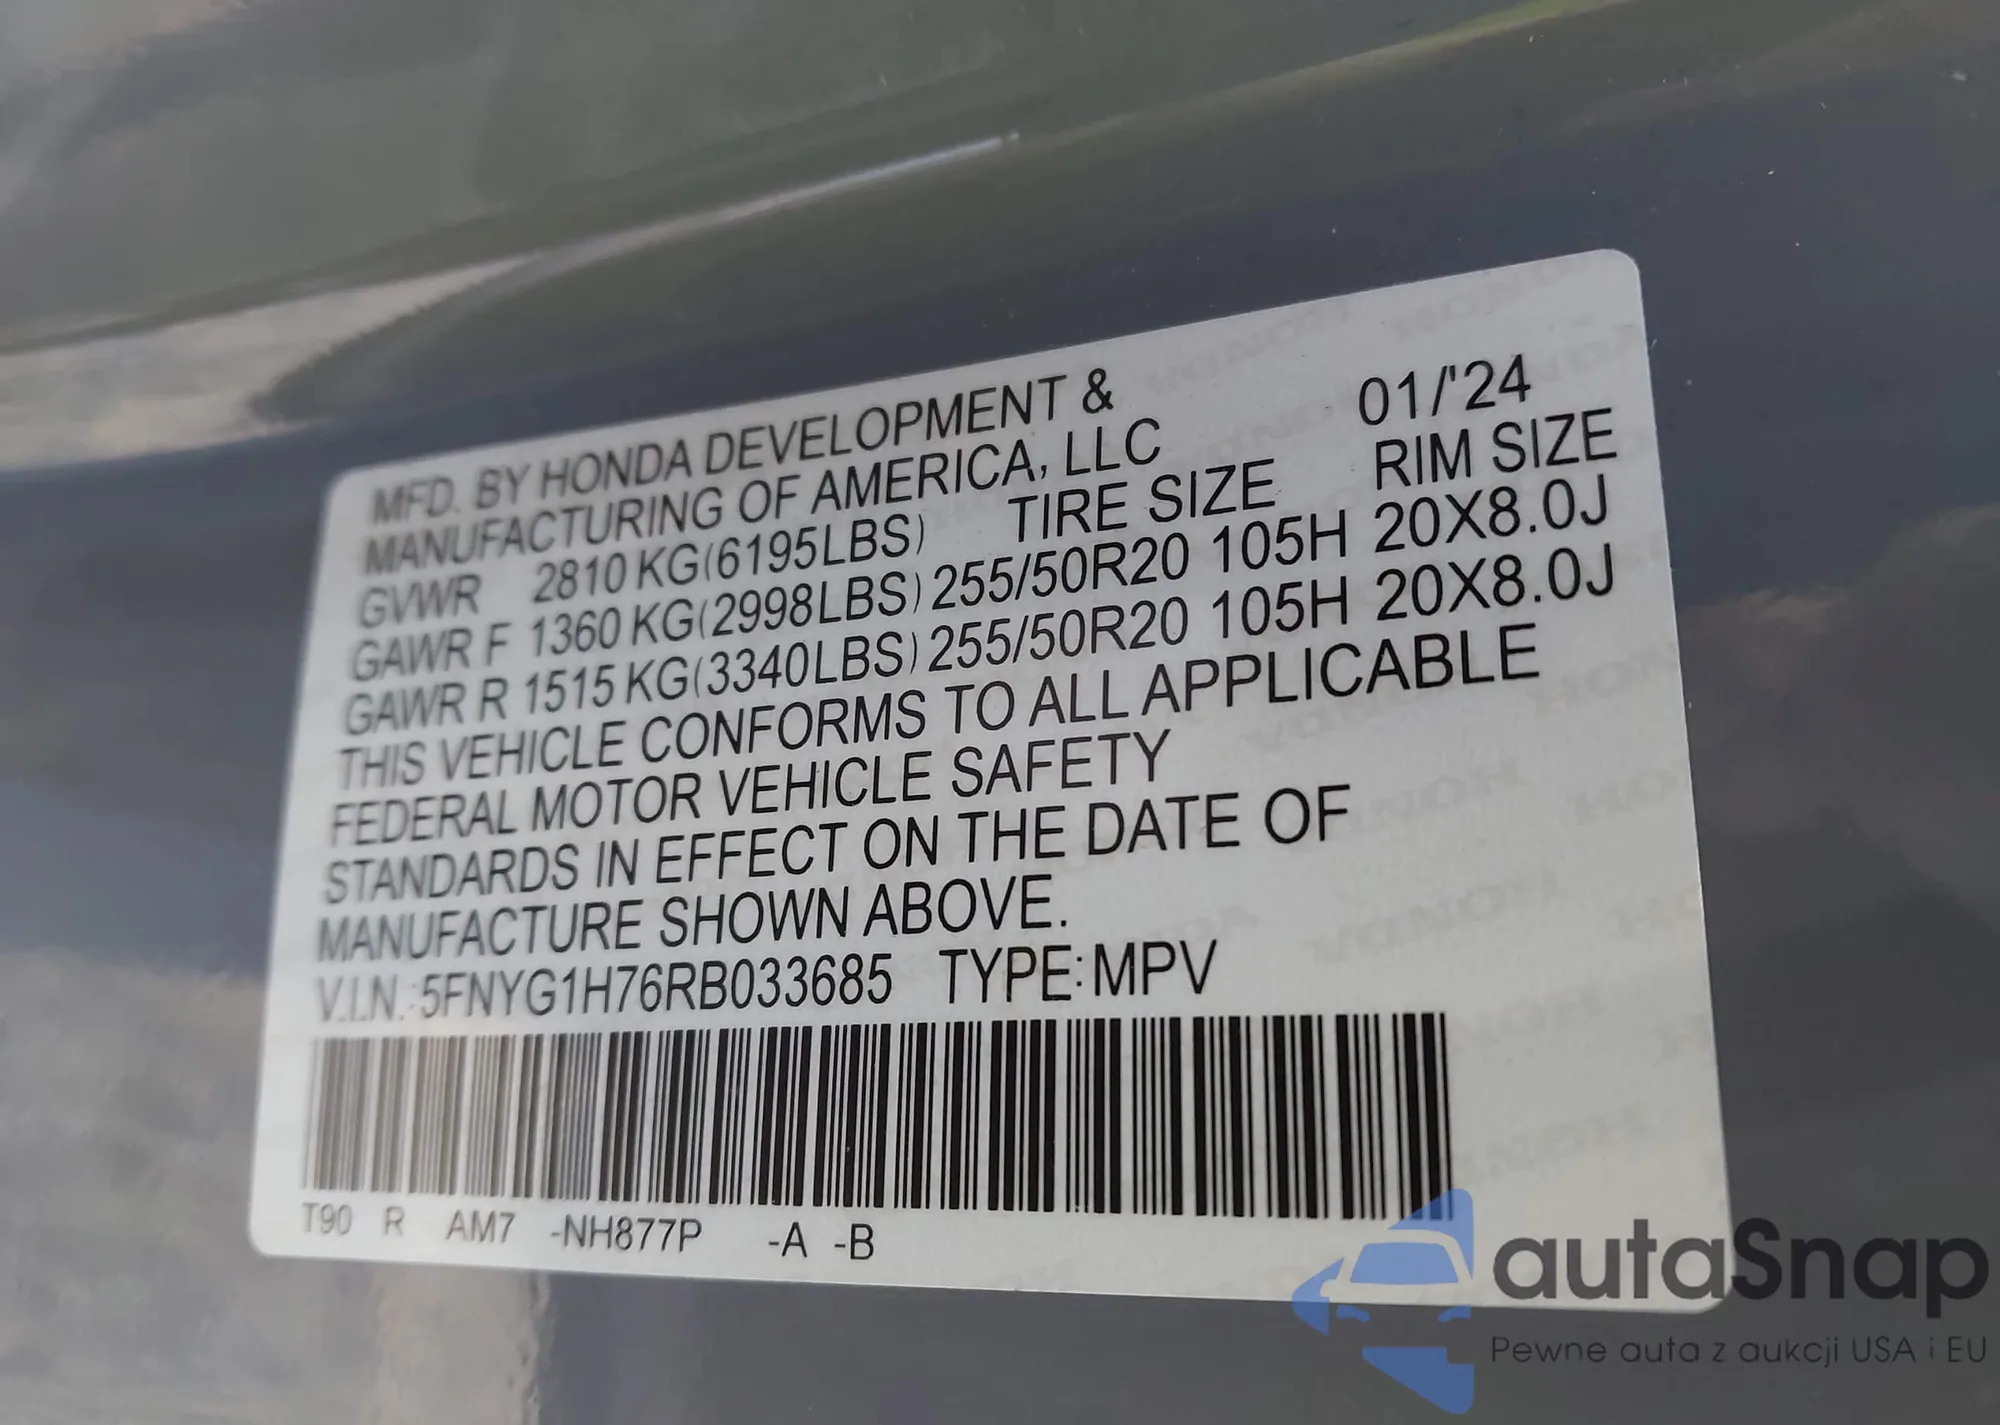 MFD. BY HONDA DEVELOPMENT &
MANUFACTURING OF AMERICA, LLC 01/'24
GVWR 2810 KG(6195LBS) TIRE SIZE RIM SIZE
GAWR F 1360 KG(2998LBS) 255/50R20 105H 20X8.0J
GAWR R 1515 KG(3340LBS) 255/50R20 105H 20X8.0J
THIS VEHICLE CONFORMS TO ALL APPLICABLE
FEDERAL MOTOR VEHICLE SAFETY
STANDARDS IN EFFECT ON THE DATE OF
MANUFACTURE SHOWN ABOVE.
V.I.N.:5FNYG1H76RB033685 TYPE:MPV
T90 R AM7 -NH877P -A -B
autaSnap
Pewne auta z aukcji USA i EU